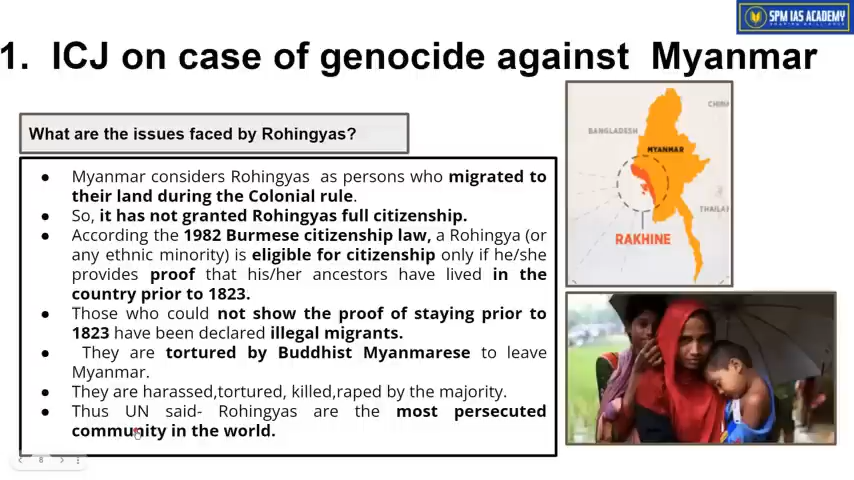 SPM IAS ACADEMY
1. ICJ on case of genocide against Myanmar
What are the issues faced by Rohingyas?
● Myanmar considers Rohingyas as persons who migrated to
their land during the Colonial rule.
● So, it has not granted Rohingyas full citizenship.
● According the 1982 Burmese citizenship law, a Rohingya (or
any ethnic minority) is eligible for citizenship only if he/she
provides proof that his/her ancestors have lived in the
country prior to 1823.
● Those who could not show the proof of staying prior to
1823 have been declared illegal migrants.
● They are tortured by Buddhist Myanmarese to leave
Myanmar.
● They are harassed,tortured, killed,raped by the majority.
● Thus UN said- Rohingyas are the most persecuted
community in the world.
CHINA
BANGLADESH
MYANMAR
THAILA
RAKHINE
8